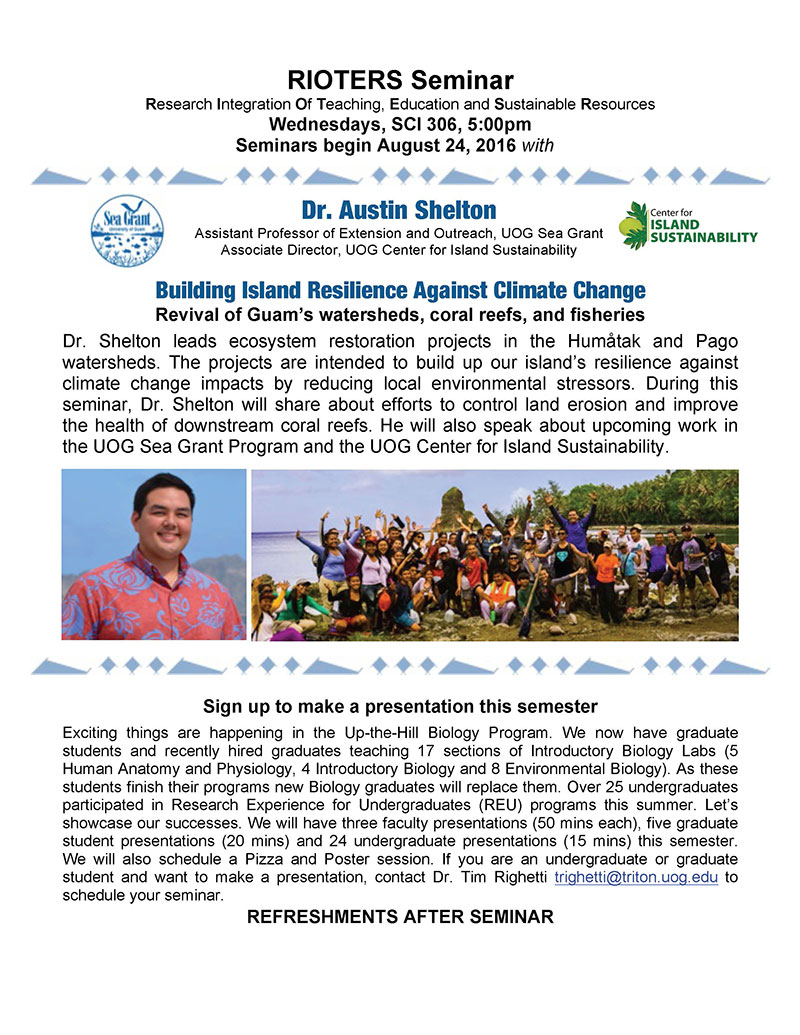 RIOTERS Seminar
Research Integration Of Teaching, Education and Sustainable Resources
Wednesdays, SCI 306, 5:00pm
Seminars begin August 24, 2016 with
Sea Grant
University of Guam
Dr. Austin Shelton
Assistant Professor of Extension and Outreach, UOG Sea Grant
Associate Director, UOG Center for Island Sustainability
Center for
ISLAND
SUSTAINABILITY
Building Island Resilience Against Climate Change
Revival of Guam's watersheds, coral reefs, and fisheries
Dr. Shelton leads ecosystem restoration projects in the Humåtak and Pago
watersheds. The projects are intended to build up our island's resilience against
climate change impacts by reducing local environmental stressors. During this
seminar, Dr. Shelton will share about efforts to control land erosion and improve
the health of downstream coral reefs. He will also speak about upcoming work in
the UOG Sea Grant Program and the UOG Center for Island Sustainability.
Sign up to make a presentation this semester
Exciting things are happening in the Up-the-Hill Biology Program. We now have graduate
students and recently hired graduates teaching 17 sections of Introductory Biology Labs (5
Human Anatomy and Physiology, 4 Introductory Biology and 8 Environmental Biology). As these
students finish their programs new Biology graduates will replace them. Over 25 undergraduates
participated in Research Experience for Undergraduates (REU) programs this summer. Let's
showcase our successes. We will have three faculty presentations (50 mins each), five graduate
student presentations (20 mins) and 24 undergraduate presentations (15 mins) this semester.
We will also schedule a Pizza and Poster session. If you are an undergraduate or graduate
student and want to make a presentation, contact Dr. Tim Righetti trighetti@triton.uog.edu to
schedule your seminar.
REFRESHMENTS AFTER SEMINAR